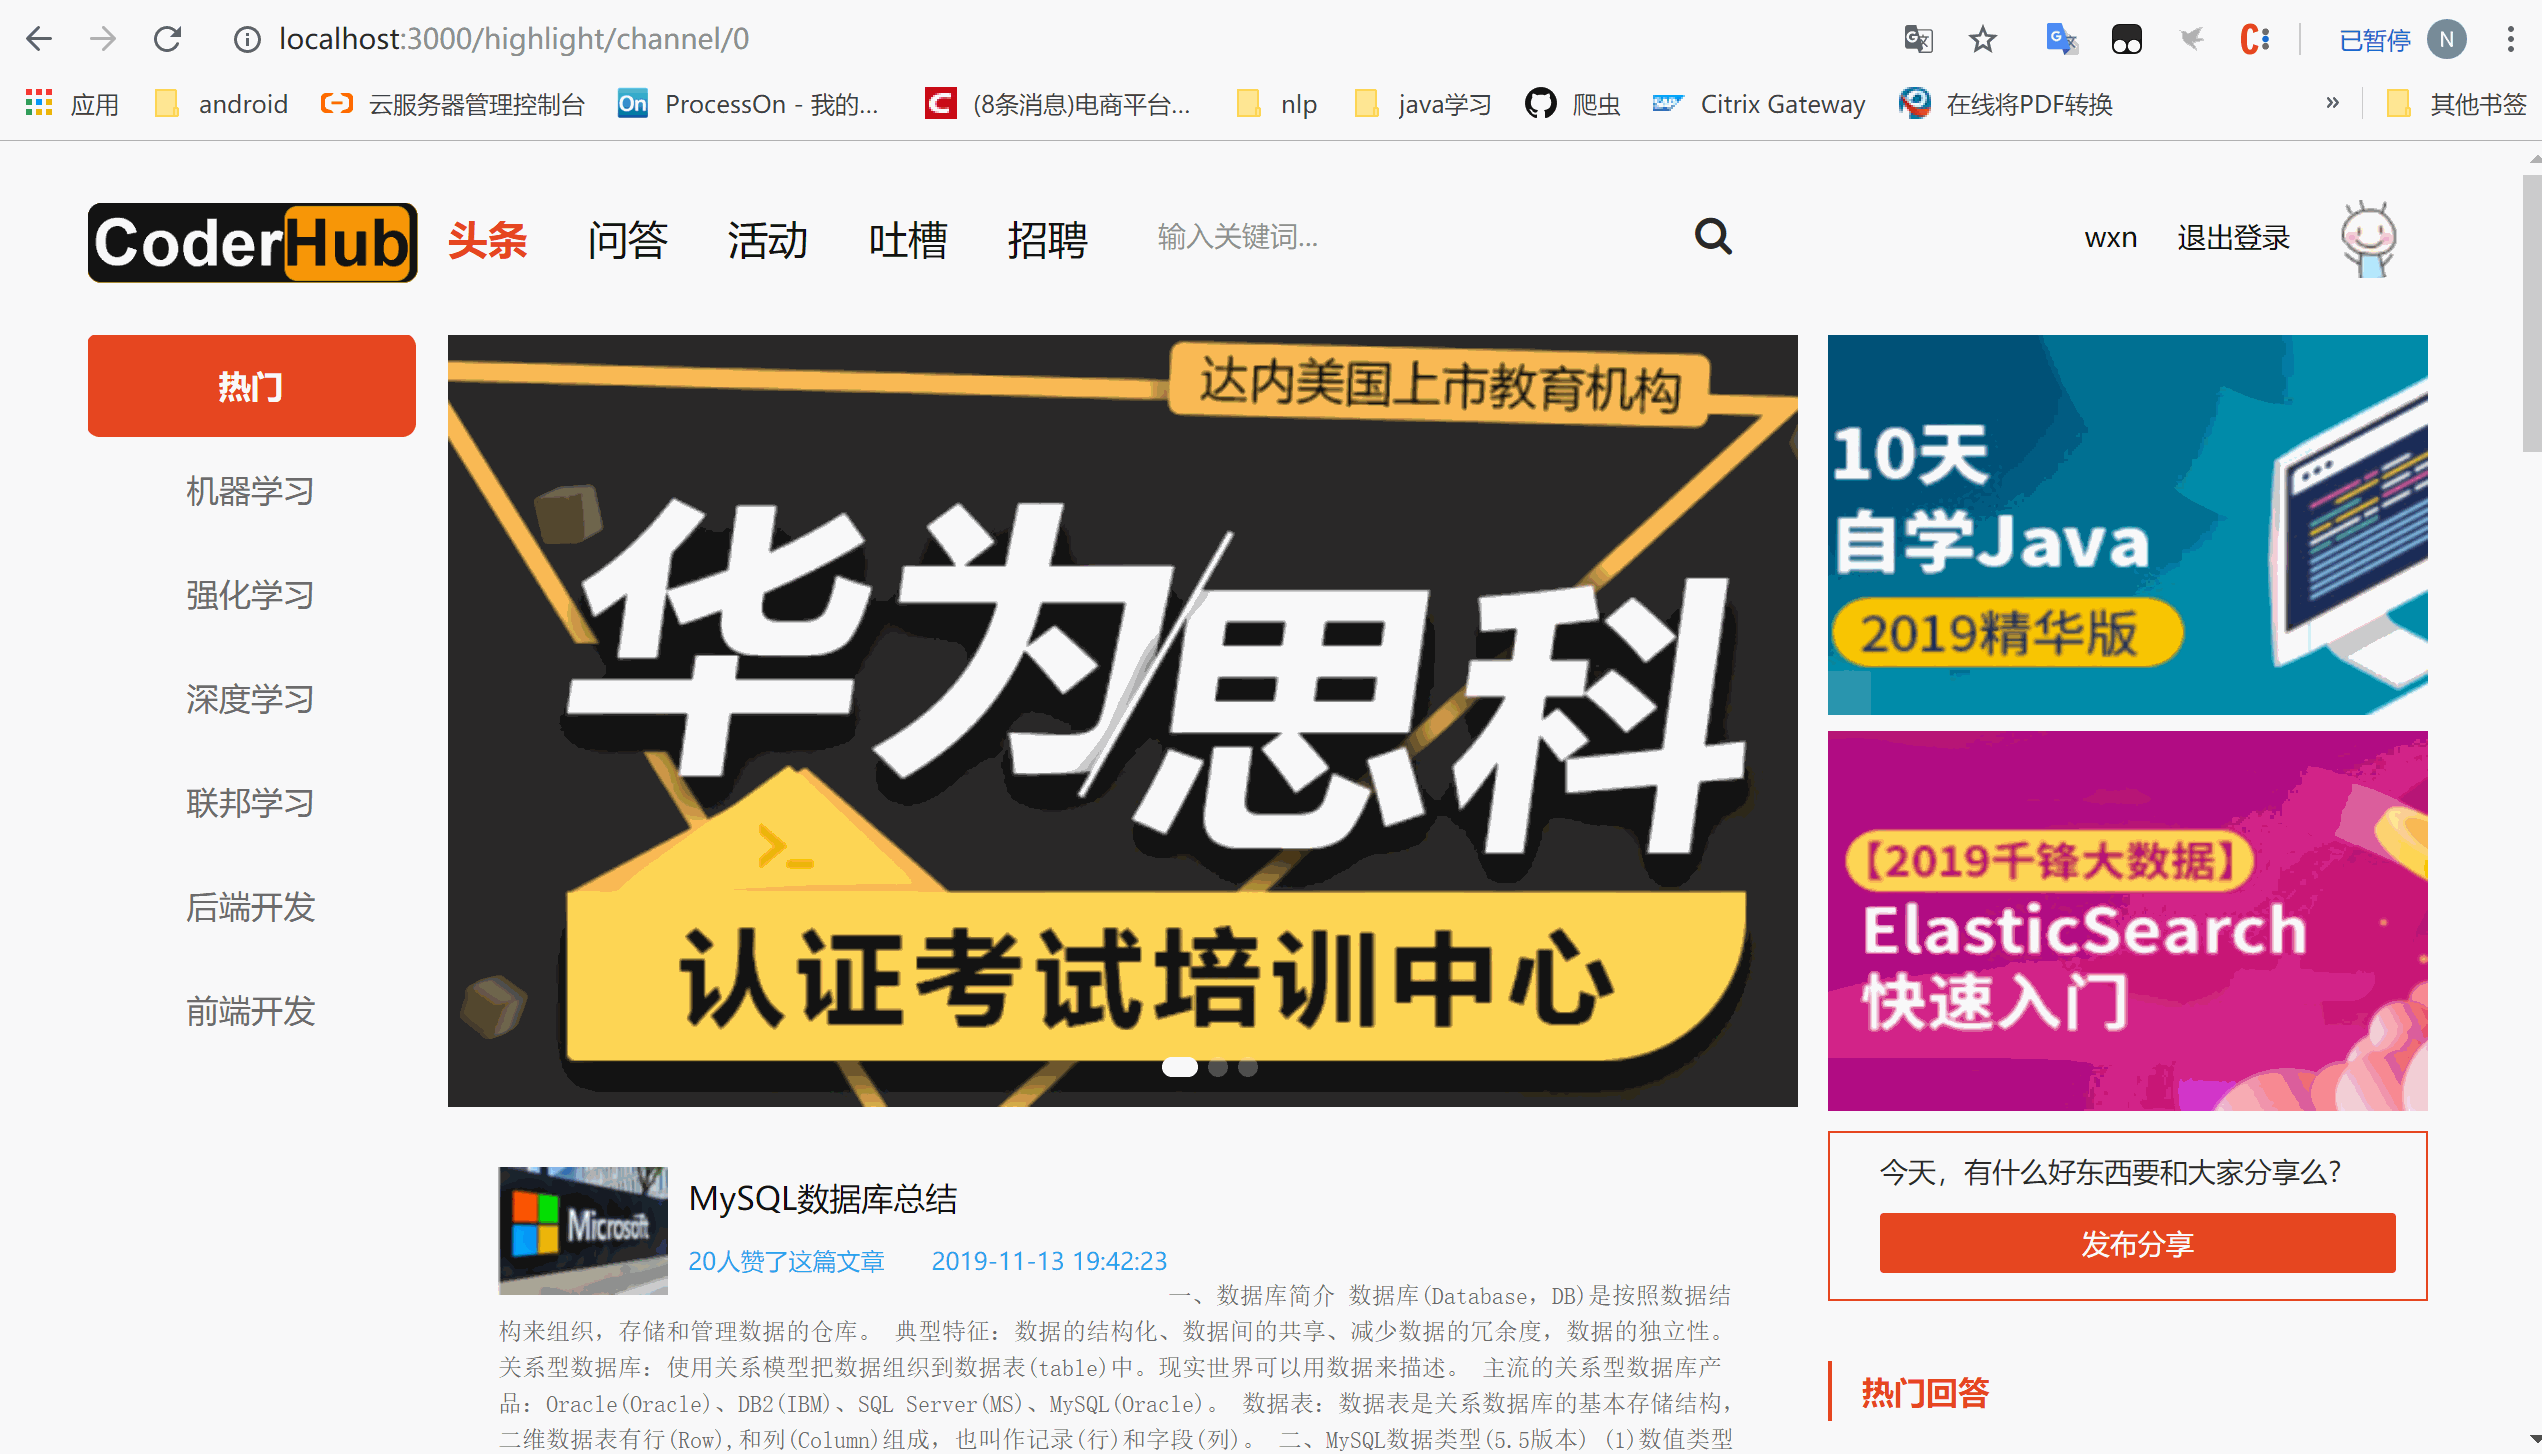 localhost:3000/highlight/channel/0
已暂停 N
应用 android 云服务器管理控制台 On ProcessOn - 我的... (8条消息)电商平台... nlp java学习 爬虫 SAP Citrix Gateway 在线将PDF转换 » 其他书签
CoderHub 头条 问答 活动 吐槽 招聘 输入关键词... wxn 退出登录
热门
机器学习
强化学习
深度学习
联邦学习
后端开发
前端开发
达内美国上市教育机构
华为思科
认证考试培训中心
10天
自学Java
2019精华版
【2019千锋大数据】
ElasticSearch
快速入门
今天，有什么好东西要和大家分享么?
发布分享
热门回答
Microsoft
MySQL数据库总结
20人赞了这篇文章 2019-11-13 19:42:23
一、数据库简介 数据库(Database，DB)是按照数据结
构来组织，存储和管理数据的仓库。 典型特征：数据的结构化、数据间的共享、减少数据的冗余度，数据的独立性。
关系型数据库：使用关系模型把数据组织到数据表(table)中。现实世界可以用数据来描述。 主流的关系型数据库产
品：Oracle(Oracle)、DB2(IBM)、SQL Server(MS)、MySQL(Oracle)。 数据表：数据表是关系数据库的基本存储结构，
二维数据表有行(Row),和列(Column)组成，也叫作记录(行)和字段(列)。 二、MySQL数据类型(5.5版本) (1)数值类型